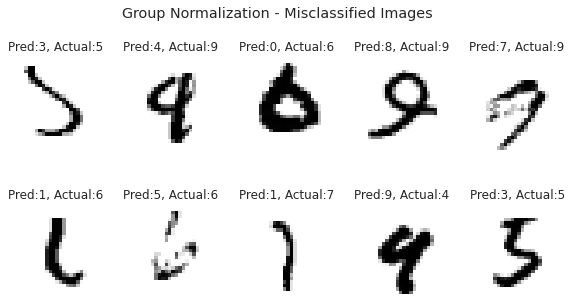 Group Normalization - Misclassified Images
Pred:3, Actual:5 Pred:4, Actual:9 Pred:0, Actual:6 Pred:8, Actual:9 Pred:7, Actual:9
Pred:1, Actual:6 Pred:5, Actual:6 Pred:1, Actual:7 Pred:9, Actual:4 Pred:3, Actual:5